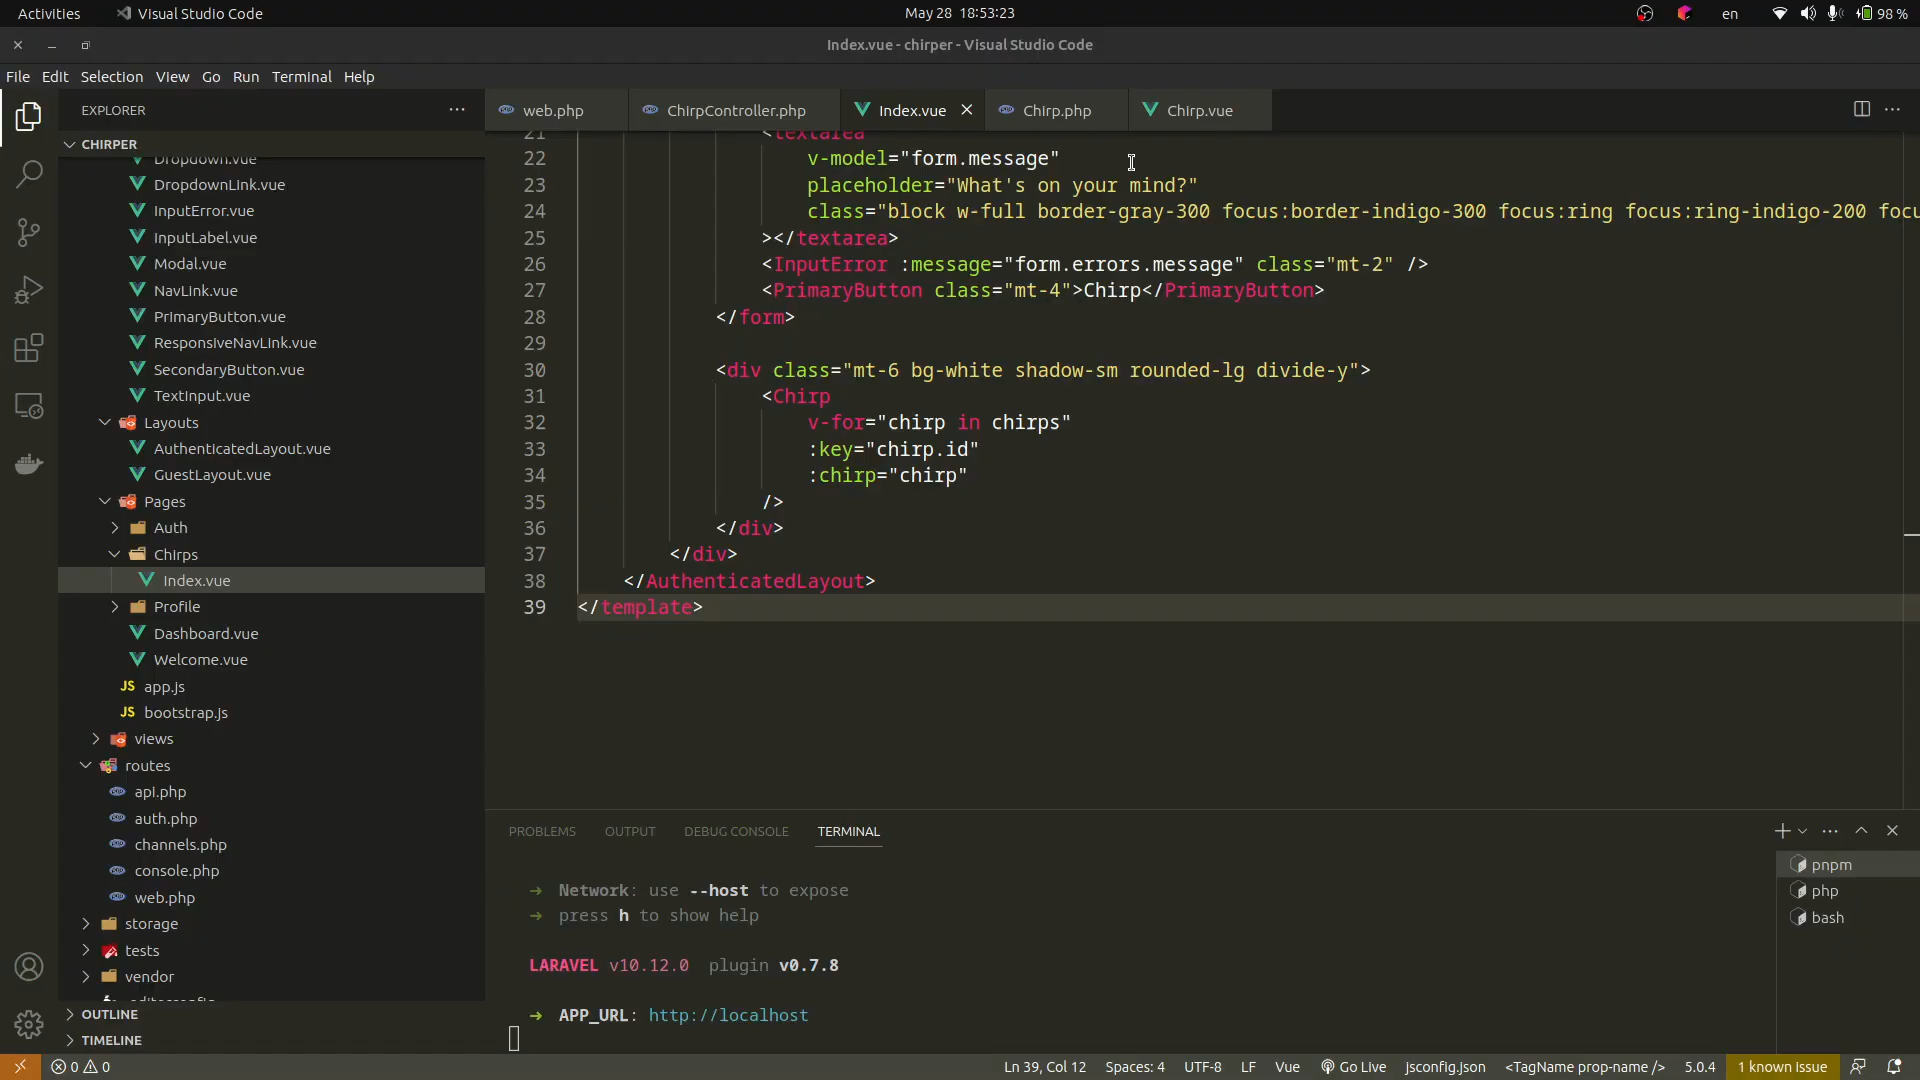 Activities Visual Studio Code May 28 18:53:23 en 98 %
Index.vue - chirper - Visual Studio Code
File Edit Selection View Go Run Terminal Help
EXPLORER
CHIRPER
Dropdown.vue
DropdownLink.vue
InputError.vue
InputLabel.vue
Modal.vue
NavLink.vue
PrimaryButton.vue
ResponsiveNavLink.vue
SecondaryButton.vue
TextInput.vue
Layouts
AuthenticatedLayout.vue
GuestLayout.vue
Pages
Auth
Chirps
Index.vue
Profile
Dashboard.vue
Welcome.vue
JS app.js
JS bootstrap.js
views
routes
api.php
auth.php
channels.php
console.php
web.php
storage
tests
vendor
.editorconfig
OUTLINE
TIMELINE
web.php ChirpController.php Index.vue Chirp.php Chirp.vue
21 <textarea
22 v-model="form.message"
23 placeholder="What's on your mind?"
24 class="block w-full border-gray-300 focus:border-indigo-300 focus:ring focus:ring-indigo-200 focu
25 ></textarea>
26 <InputError :message="form.errors.message" class="mt-2" />
27 <PrimaryButton class="mt-4">Chirp</PrimaryButton>
28 </form>
29
30 <div class="mt-6 bg-white shadow-sm rounded-lg divide-y">
31 <Chirp
32 v-for="chirp in chirps"
33 :key="chirp.id"
34 :chirp="chirp"
35 />
36 </div>
37 </div>
38 </AuthenticatedLayout>
39 </template>
PROBLEMS OUTPUT DEBUG CONSOLE TERMINAL
➜ Network: use --host to expose
➜ press h to show help
LARAVEL v10.12.0 plugin v0.7.8
➜ APP_URL: http://localhost
pnpm
php
bash
0 0 Ln 39, Col 12 Spaces: 4 UTF-8 LF Vue Go Live jsconfig.json <TagName prop-name /> 5.0.4 1 known issue